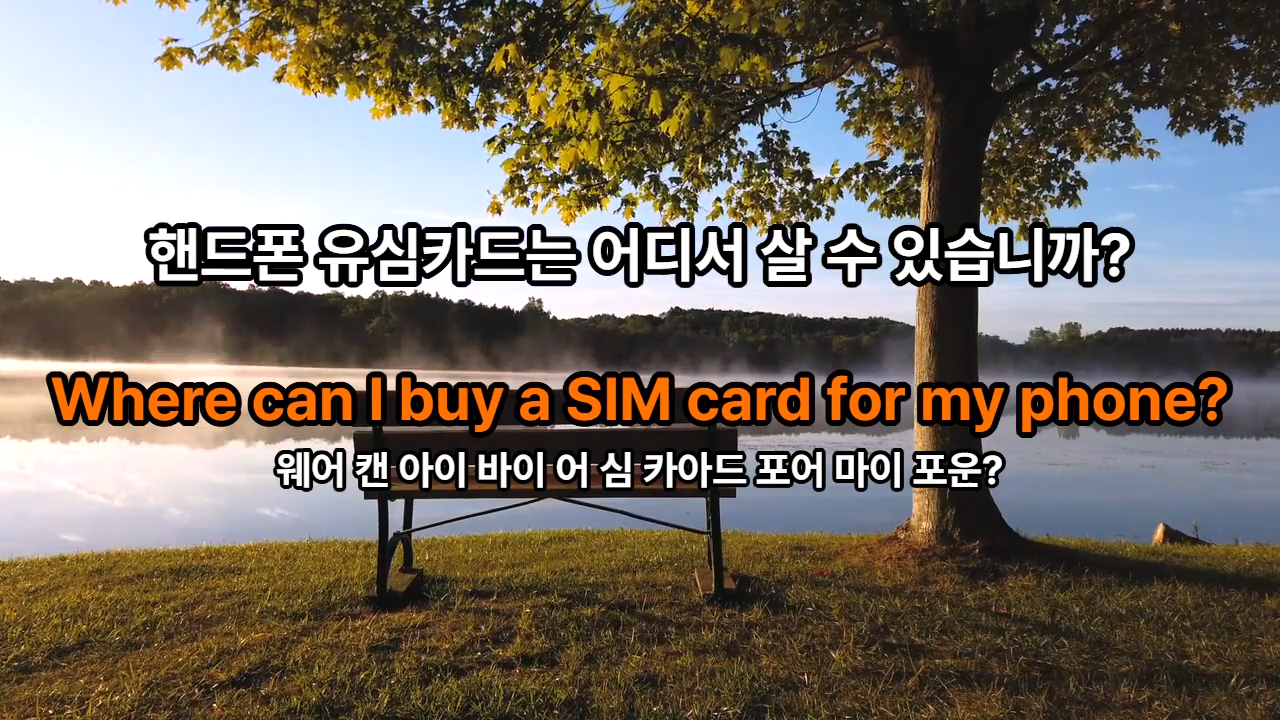 핸드폰 유심카드는 어디서 살 수 있습니까?
Where can I buy a SIM card for my phone?
웨어 캔 아이 바이 어 심 카아드 포어 마이 포운?